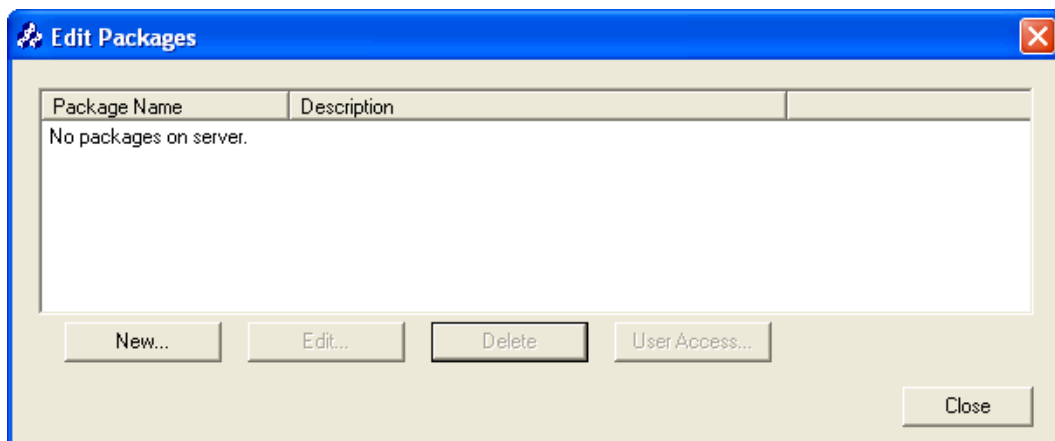 Edit Packages
Package Name Description
No packages on server.
New... Edit... Delete User Access...
Close